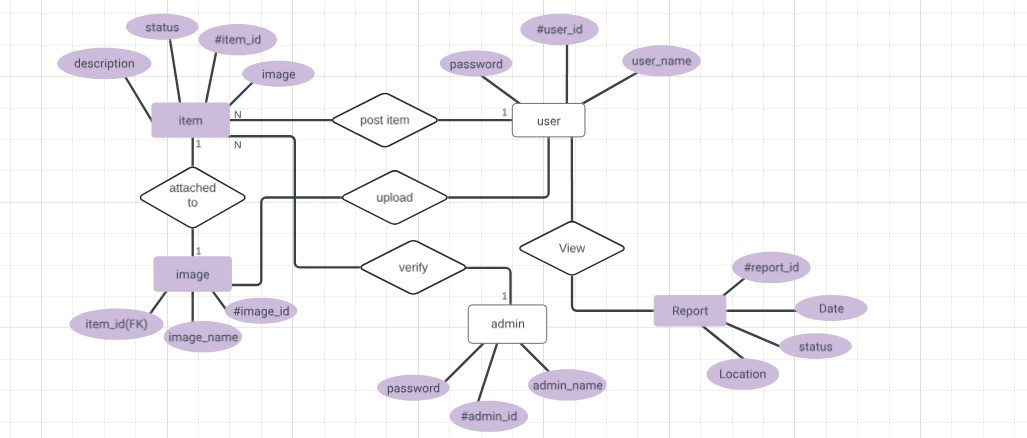 status
#item_id
description
image
#user_id
password
user_name
item
N
post item
1
user
1
N
attached
to
upload
1
image
verify
View
#report_id
1
item_id(FK)
#image_id
image_name
admin
Report
Date
status
Location
password
admin_name
#admin_id